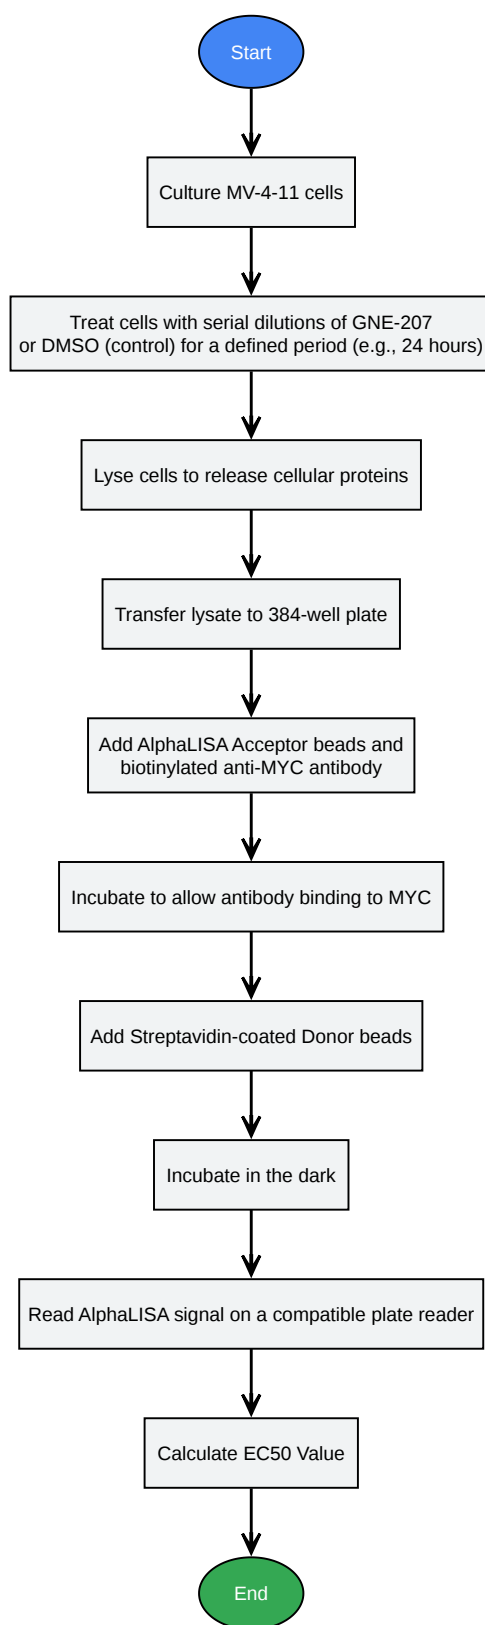 Start
Culture MV-4-11 cells
Treat cells with serial dilutions of GNE-207
or DMSO (control) for a defined period (e.g., 24 hours)
Lyse cells to release cellular proteins
Transfer lysate to 384-well plate
Add AlphaLISA Acceptor beads and
biotinylated anti-MYC antibody
Incubate to allow antibody binding to MYC
Add Streptavidin-coated Donor beads
Incubate in the dark
Read AlphaLISA signal on a compatible plate reader
Calculate EC50 Value
End